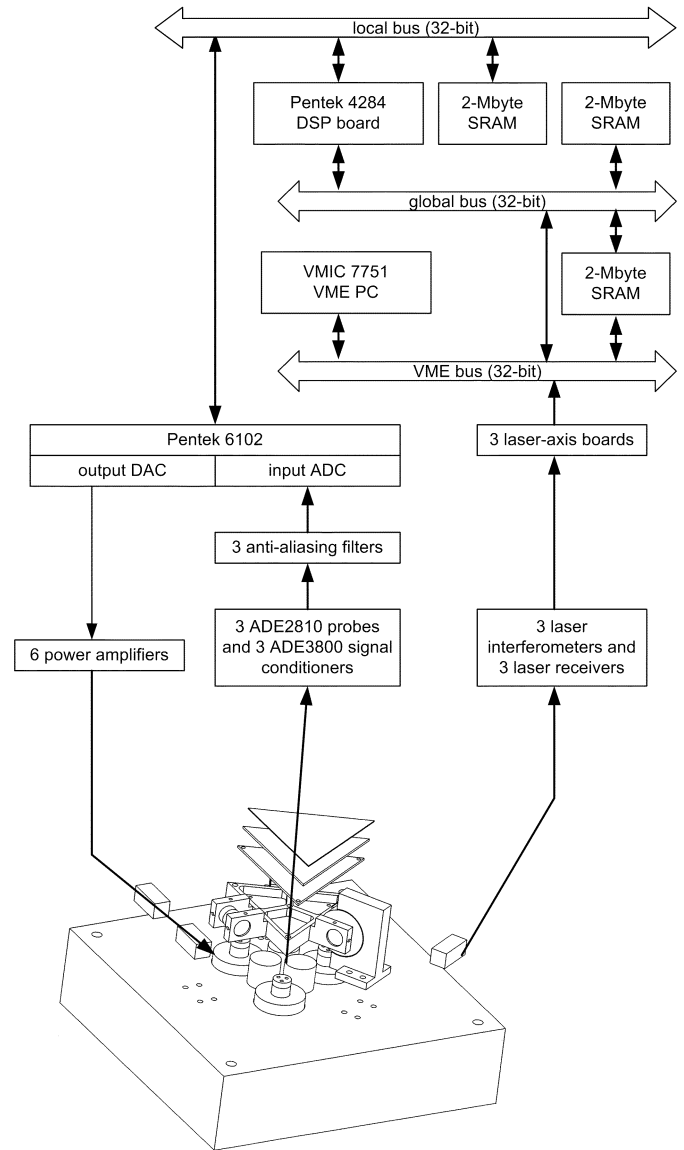 local bus (32-bit)
Pentek 4284
DSP board
2-Mbyte
SRAM
2-Mbyte
SRAM
global bus (32-bit)
VMIC 7751
VME PC
2-Mbyte
SRAM
VME bus (32-bit)
Pentek 6102
output DAC
input ADC
3 laser-axis boards
3 anti-aliasing filters
3 ADE2810 probes
and 3 ADE3800 signal
conditioners
3 laser
interferometers and
3 laser receivers
6 power amplifiers